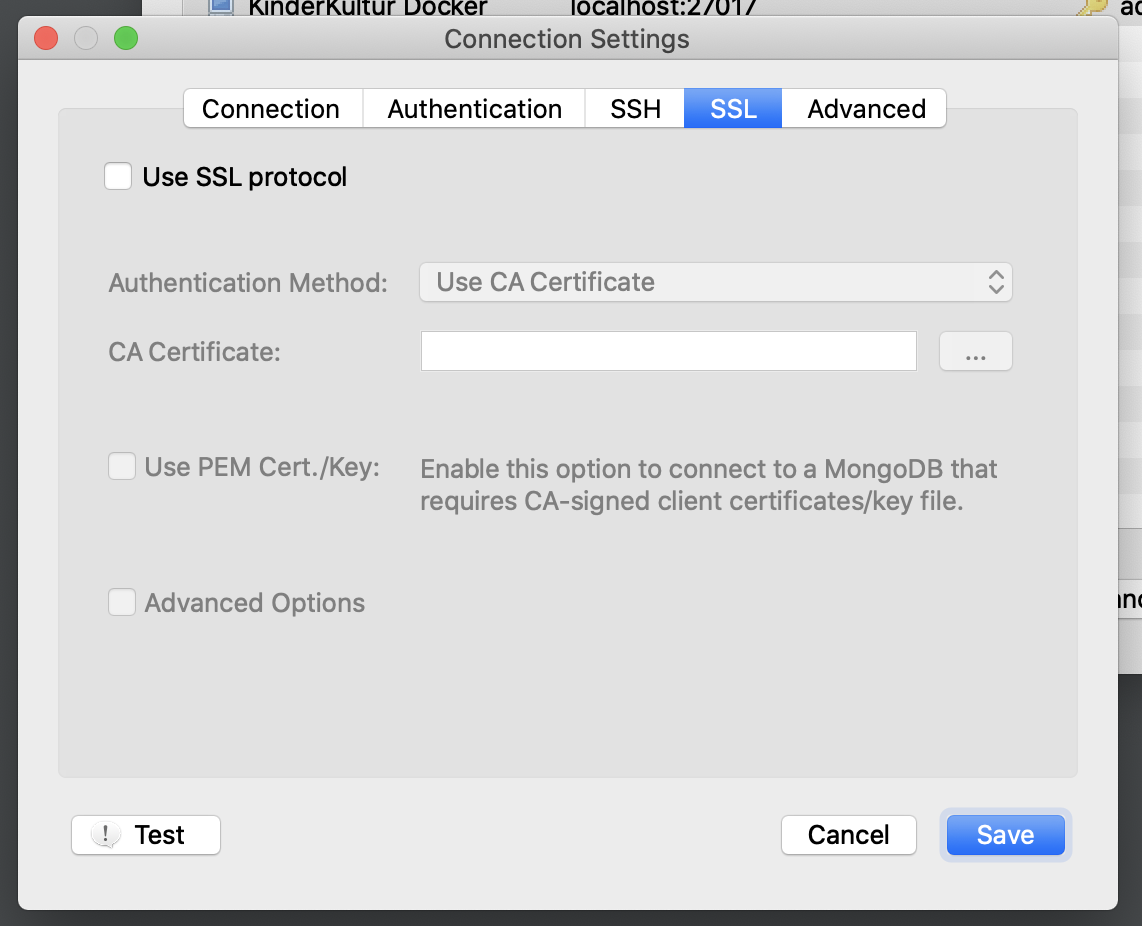 KinderKultur Docker localhost:27017
Connection Settings
Connection Authentication SSH SSL Advanced
Use SSL protocol
Authentication Method: Use CA Certificate
CA Certificate: ...
Use PEM Cert./Key: Enable this option to connect to a MongoDB that
requires CA-signed client certificates/key file.
Advanced Options
! Test Cancel Save